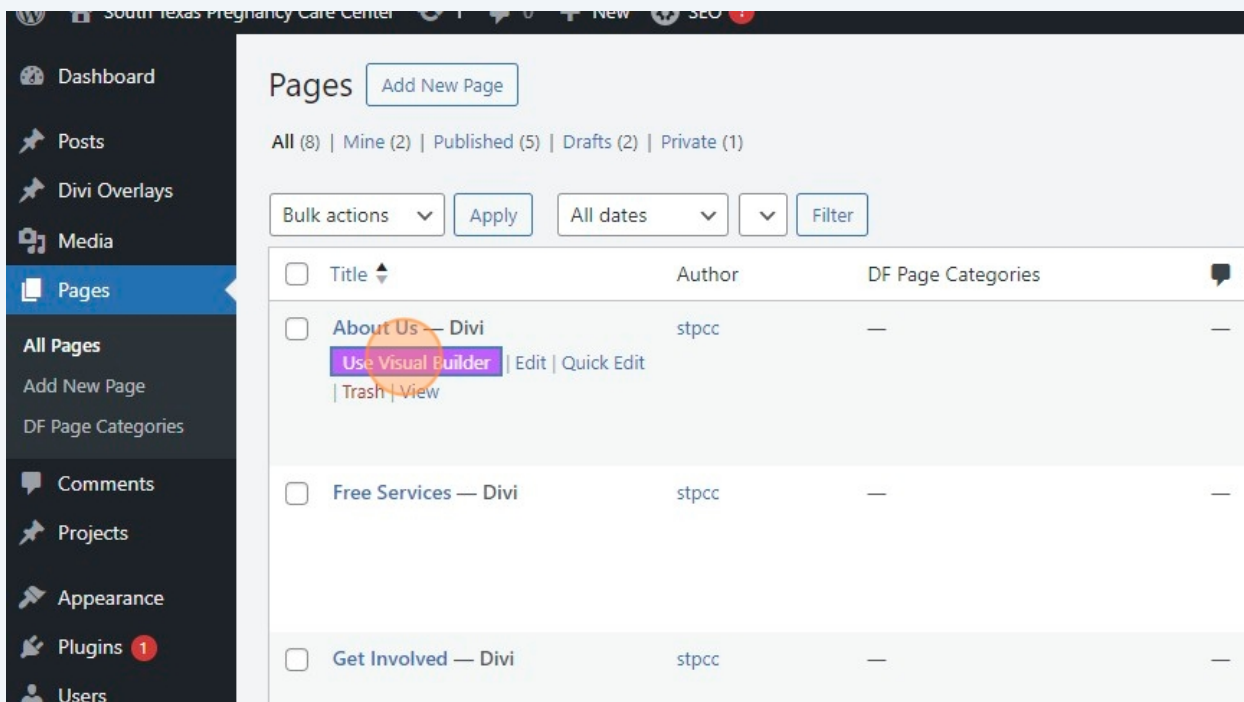 South Texas Pregnancy Care Center 1 0 New SEO
Dashboard
Posts
Divi Overlays
Media
Pages
All Pages
Add New Page
DF Page Categories
Comments
Projects
Appearance
Plugins 1
Users
Pages Add New Page
All (8) | Mine (2) | Published (5) | Drafts (2) | Private (1)
Bulk actions Apply All dates Filter
Title Author DF Page Categories
About Us — Divi stpcc — —
Use Visual Builder | Edit | Quick Edit
| Trash | View
Free Services — Divi stpcc — —
Get Involved — Divi stpcc — —